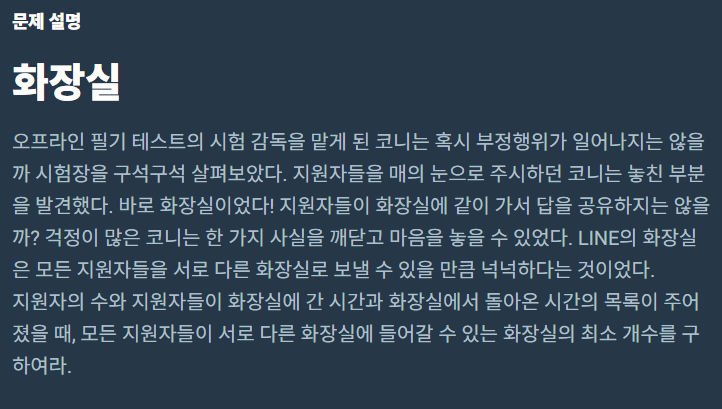 문제 설명
화장실
오프라인 필기 테스트의 시험 감독을 맡게 된 코니는 혹시 부정행위가 일어나지는 않을
까 시험장을 구석구석 살펴보았다. 지원자들을 매의 눈으로 주시하던 코니는 놓친 부분
을 발견했다. 바로 화장실이었다! 지원자들이 화장실에 같이 가서 답을 공유하지는 않을
까? 걱정이 많은 코니는 한 가지 사실을 깨닫고 마음을 놓을 수 있었다. LINE의 화장실
은 모든 지원자들을 서로 다른 화장실로 보낼 수 있을 만큼 넉넉하다는 것이었다.
지원자의 수와 지원자들이 화장실에 간 시간과 화장실에서 돌아온 시간의 목록이 주어
졌을 때, 모든 지원자들이 서로 다른 화장실에 들어갈 수 있는 화장실의 최소 개수를 구
하여라.